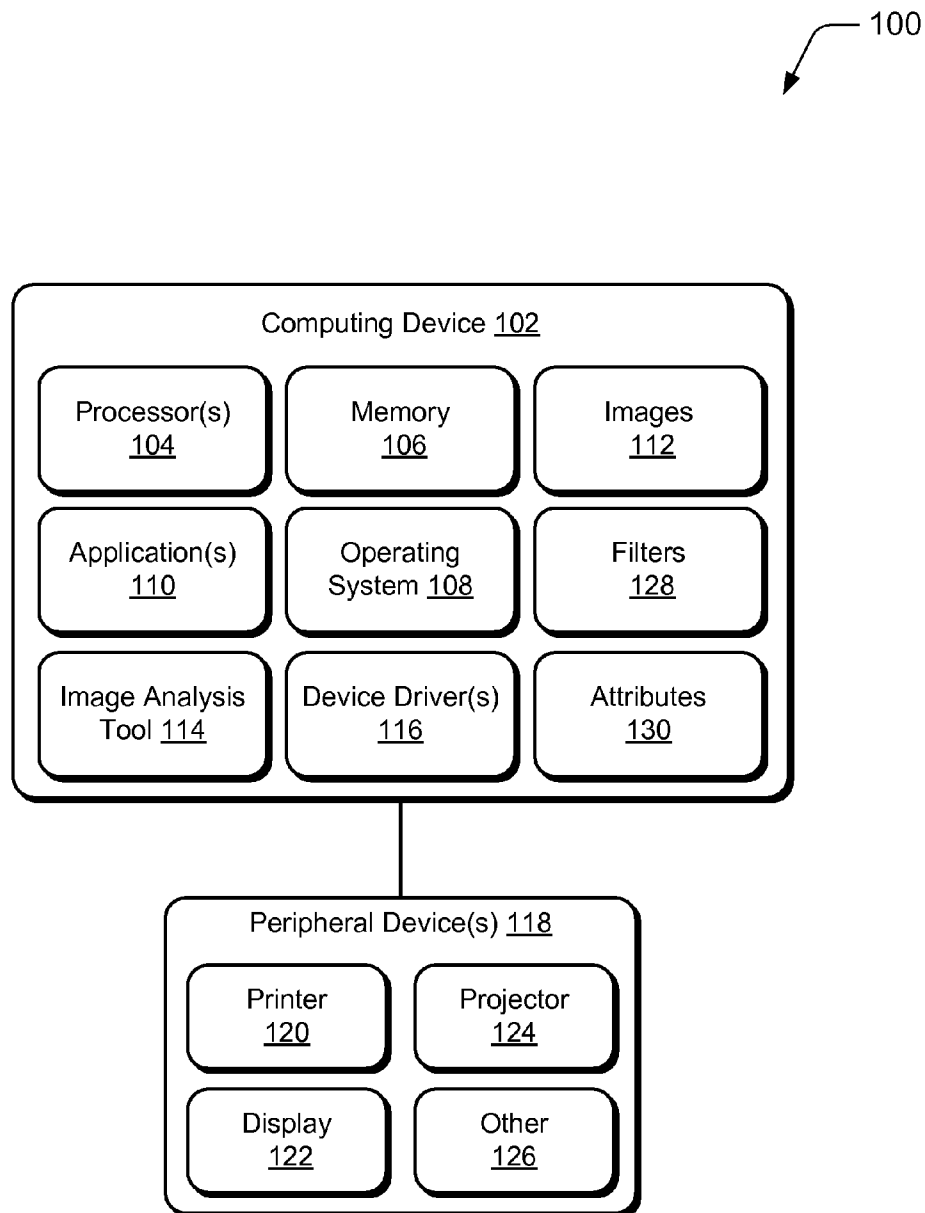 100
Computing Device 102
Processor(s)
104
Memory
106
Images
112
Application(s)
110
Operating
System 108
Filters
128
Image Analysis
Tool 114
Device Driver(s)
116
Attributes
130
Peripheral Device(s) 118
Printer
120
Projector
124
Display
122
Other
126